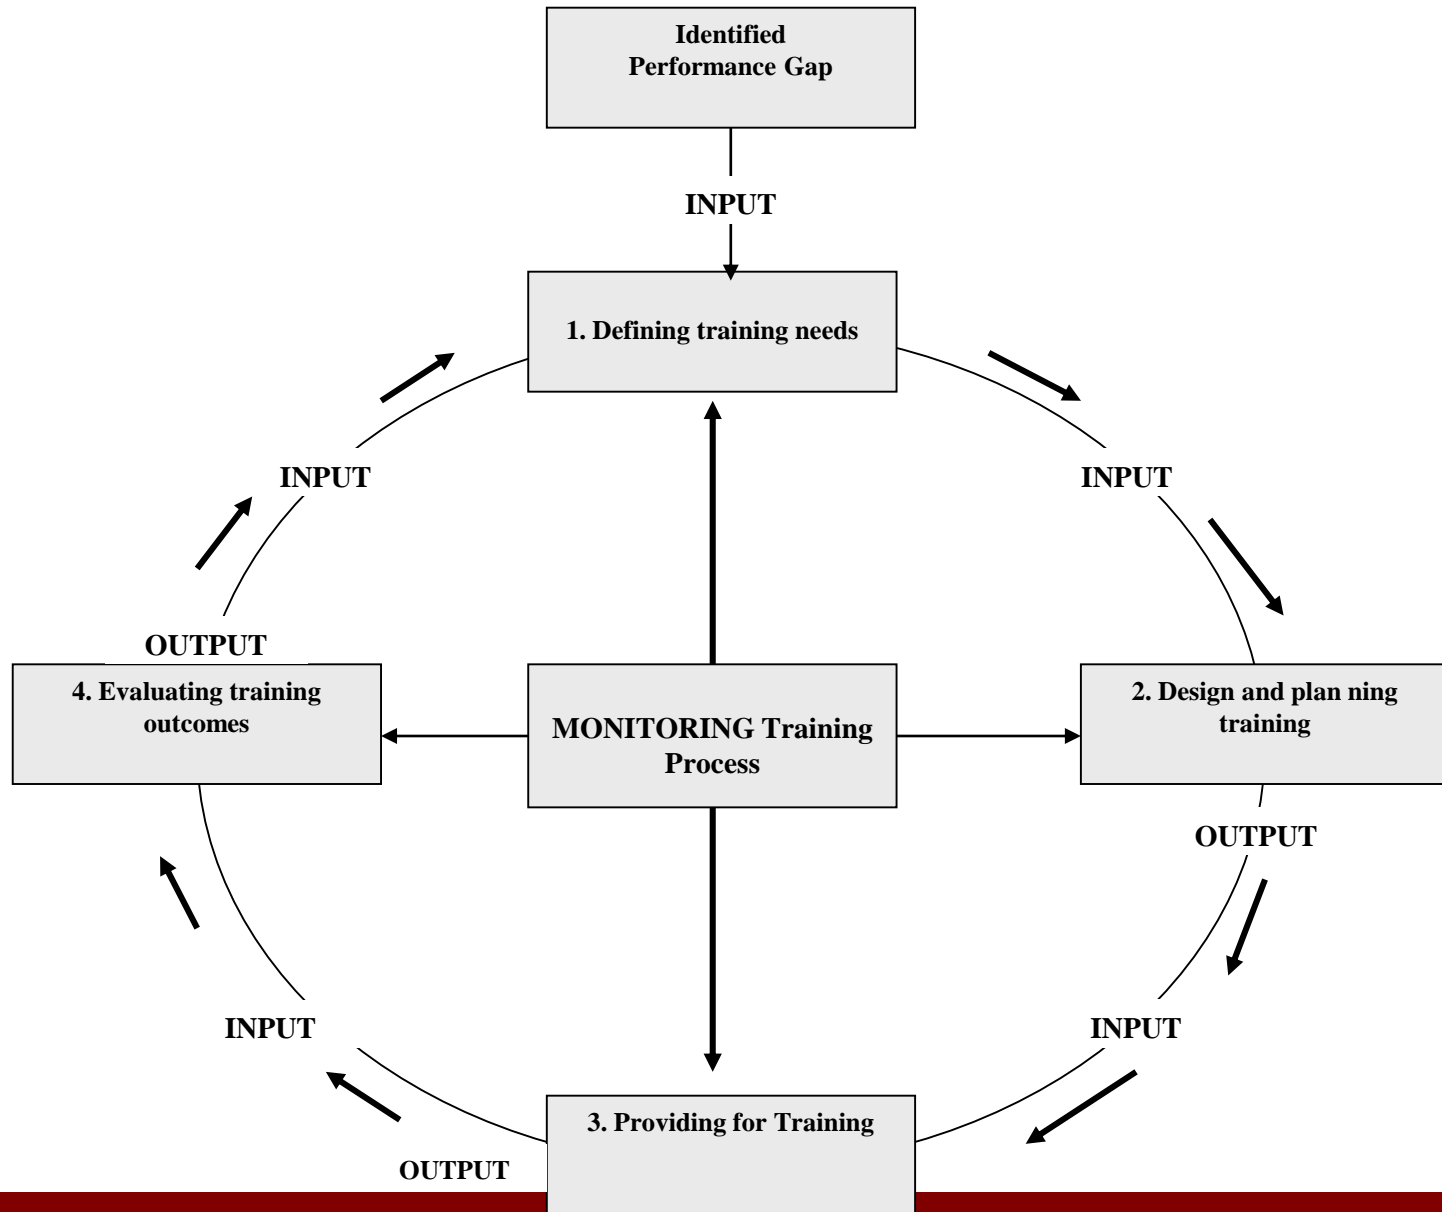 Identified
Performance Gap
INPUT
1. Defining training needs
INPUT
INPUT
OUTPUT
4. Evaluating training
outcomes
MONITORING Training
Process
2. Design and plan ning
training
OUTPUT
INPUT
INPUT
3. Providing for Training
OUTPUT